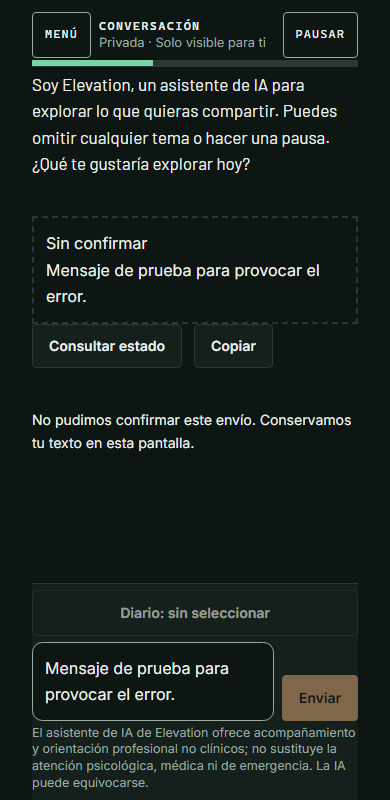 MENÚ
CONVERSACIÓN
Privada · Solo visible para ti
PAUSAR
Soy Elevation, un asistente de IA para
explorar lo que quieras compartir. Puedes
omitir cualquier tema o hacer una pausa.
¿Qué te gustaría explorar hoy?
Sin confirmar
Mensaje de prueba para provocar el
error.
Consultar estado
Copiar
No pudimos confirmar este envío. Conservamos
tu texto en esta pantalla.
Diario: sin seleccionar
Mensaje de prueba para
provocar el error.
Enviar
El asistente de IA de Elevation ofrece acompañamiento
y orientación profesional no clínicos; no sustituye la
atención psicológica, médica ni de emergencia. La IA
puede equivocarse.